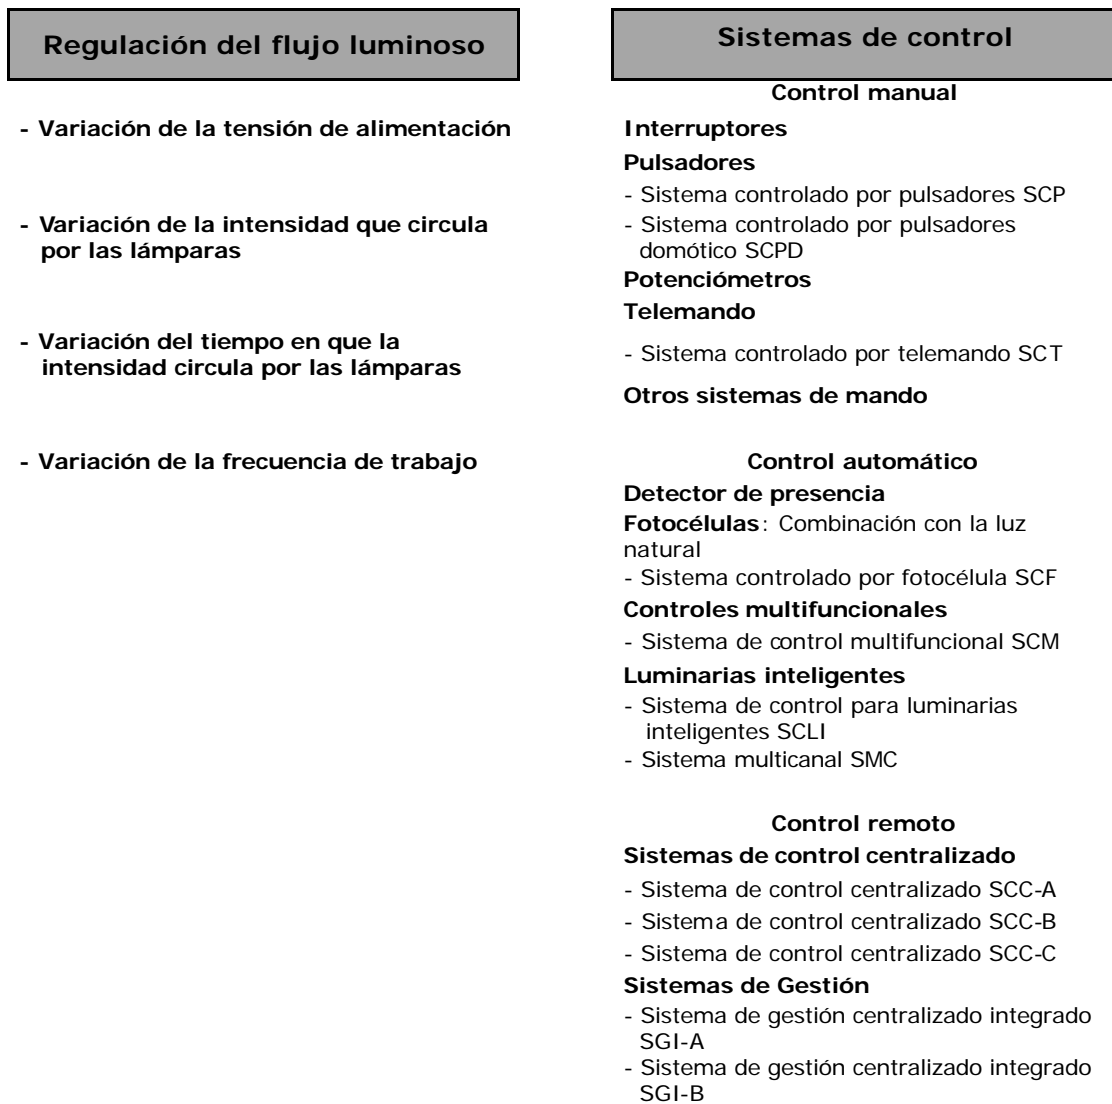 Regulación del flujo luminoso
- Variación de la tensión de alimentación
- Variación de la intensidad que circula
por las lámparas
- Variación del tiempo en que la
intensidad circula por las lámparas
- Variación de la frecuencia de trabajo
Sistemas de control
Control manual
Interruptores
Pulsadores
- Sistema controlado por pulsadores SCP
- Sistema controlado por pulsadores
domótico SCPD
Potenciómetros
Telemando
- Sistema controlado por telemando SCT
Otros sistemas de mando
Control automático
Detector de presencia
Fotocélulas: Combinación con la luz
natural
- Sistema controlado por fotocélula SCF
Controles multifuncionales
- Sistema de control multifuncional SCM
Luminarias inteligentes
- Sistema de control para luminarias
inteligentes SCLI
- Sistema multicanal SMC
Control remoto
Sistemas de control centralizado
- Sistema de control centralizado SCC-A
- Sistema de control centralizado SCC-B
- Sistema de control centralizado SCC-C
Sistemas de Gestión
- Sistema de gestión centralizado integrado
SGI-A
- Sistema de gestión centralizado integrado
SGI-B